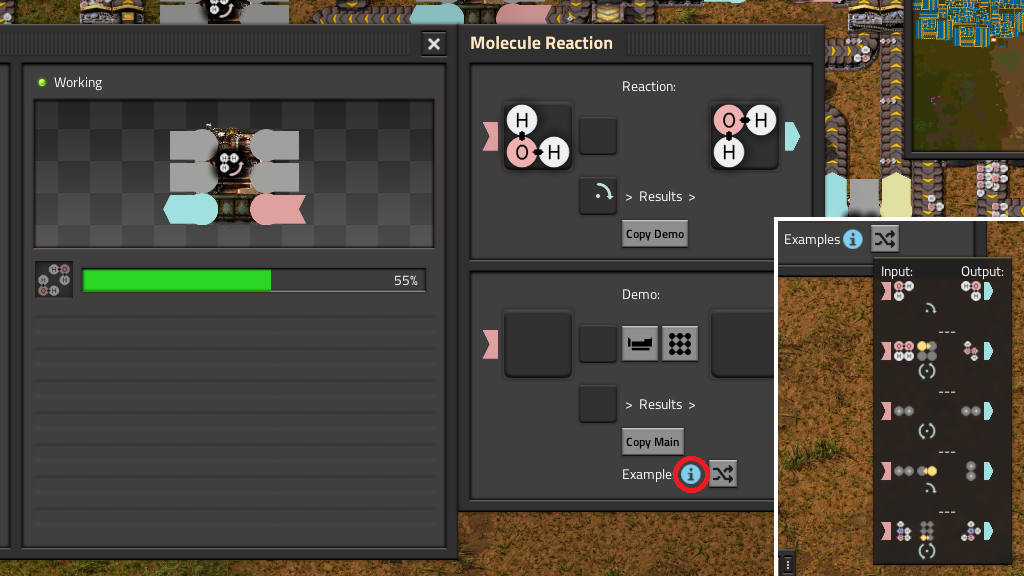 Molecule Reaction
Working
Reaction:
H
O H
O H
H
> Results >
Copy Demo
55%
Demo:
> Results >
Copy Main
Example
i
Examples i
Input: Output:
---
---
---
---